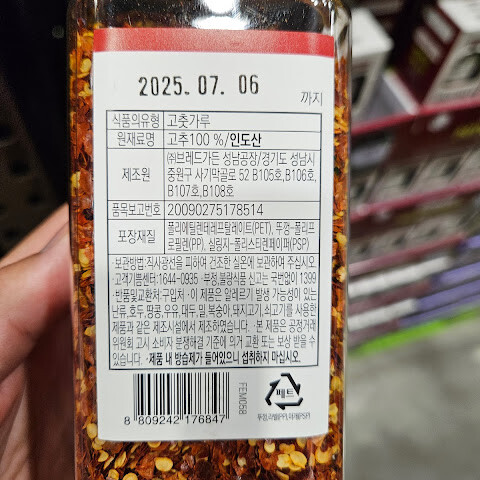 2025. 07. 06
까지
식품의유형 고춧가루
원재료명 고추100 %/인도산
제조원 ㈜브레드가든 성남공장/경기도 성남시
중원구 사기막골로 52 B105호,B106호,
B107호,B108호
품목보고번호 20090275178514
포장재질 폴리에틸렌테레프탈레이트(PET), 뚜껑-폴리프
로필렌(PP), 실링지-폴리스티렌페이퍼(PSP)
·보관방법:직사광선을 피하여 건조한 실온에 보관하여 주십시오.
·고객기쁨센터:1644-0935 ·부정,불량식품 신고는 국번없이 1399
·반품및교환처:구입처 ·이 제품은 알레르기 발생 가능성이 있는
난류, 호두, 땅콩, 우유, 대두, 밀, 복숭아, 돼지고기, 쇠고기를 사용한
제품과 같은 제조시설에서 제조하였습니다. ·본 제품은 공정거래
위원회 고시 소비자 분쟁해결 기준에 의거 교환 또는 보상 받을 수
있습니다. ·제품 내 방습제가 들어있으니 섭취하지 마십시오.
FEM058
페트
8 809242 176847